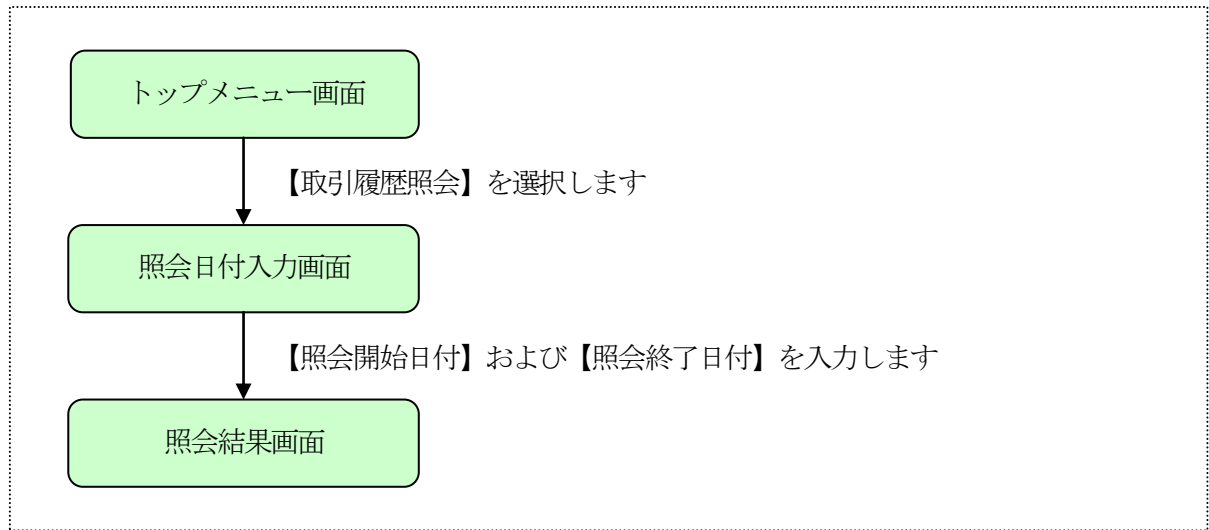 トップメニュー画面
【取引履歴照会】を選択します
照会日付入力画面
【照会開始日付】および【照会終了日付】を入力します
照会結果画面